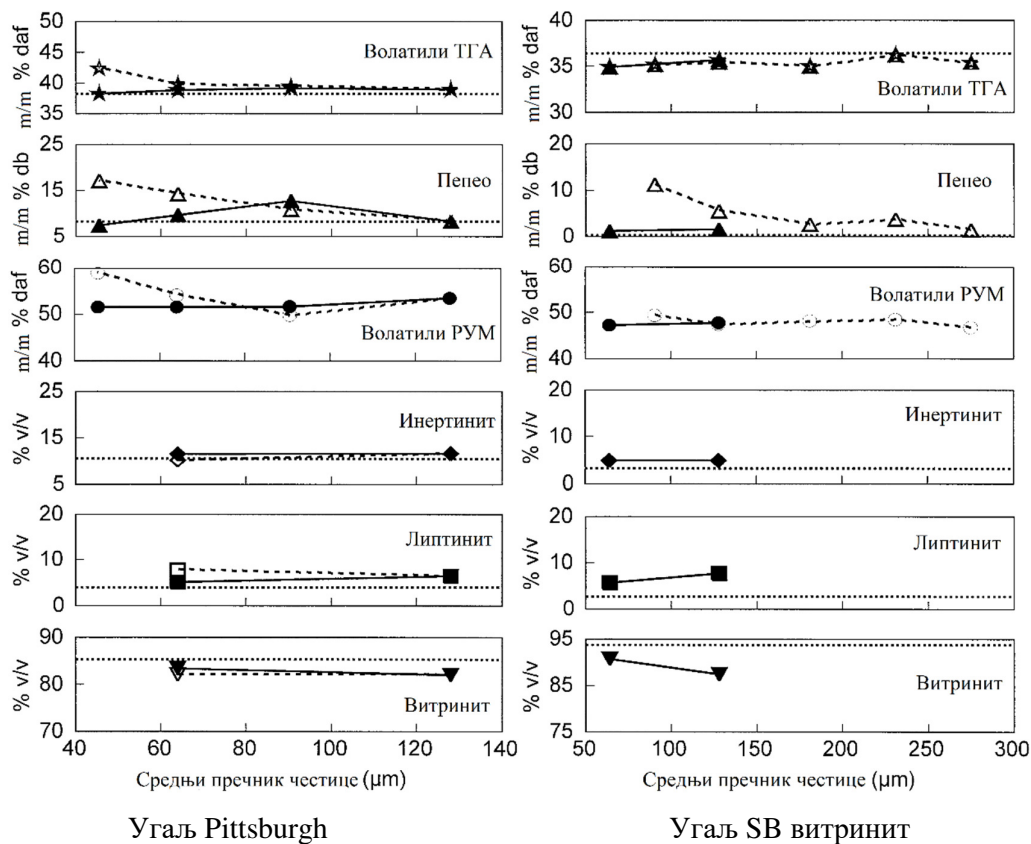 50
45
40
35
m/m % daf
Волатили ТГА
25
15
5
m/m % db
Пепео
60
50
40
m/m % daf
Волатили РУМ
25
15
5
% v/v
Инертинит
20
10
0
% v/v
Липтинит
90
80
70
% v/v
Витринит
40 60 80 100 120 140
Средњи пречник честице (μm)
Угаљ Pittsburgh
40
35
30
m/m % daf
Волатили ТГА
20
10
0
m/m % db
Пепео
60
50
40
m/m % daf
Волатили РУМ
20
10
0
% v/v
Инертинит
20
10
0
% v/v
Липтинит
95
85
75
% v/v
Витринит
50 100 150 200 250 300
Средњи пречник честице (μm)
Угаљ SB витринит